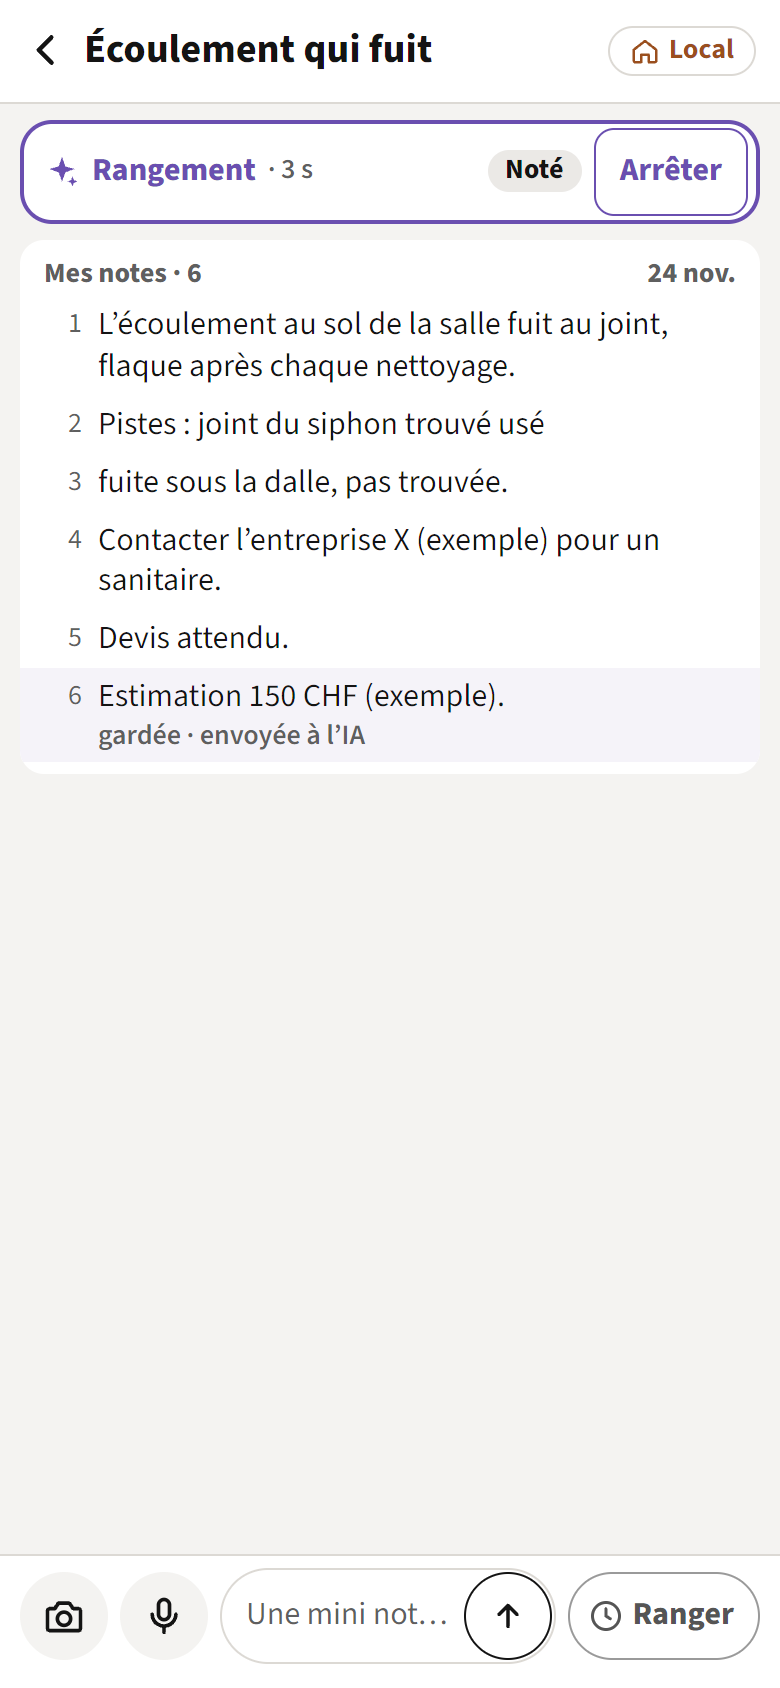 Écoulement qui fuit
Local
Rangement · 3 s
Noté
Arrêter
Mes notes · 6
24 nov.
1 L’écoulement au sol de la salle fuit au joint,
flaque après chaque nettoyage.
2 Pistes : joint du siphon trouvé usé
3 fuite sous la dalle, pas trouvée.
4 Contacter l’entreprise X (exemple) pour un
sanitaire.
5 Devis attendu.
6 Estimation 150 CHF (exemple).
gardée · envoyée à l’IA
Une mini not…
Ranger